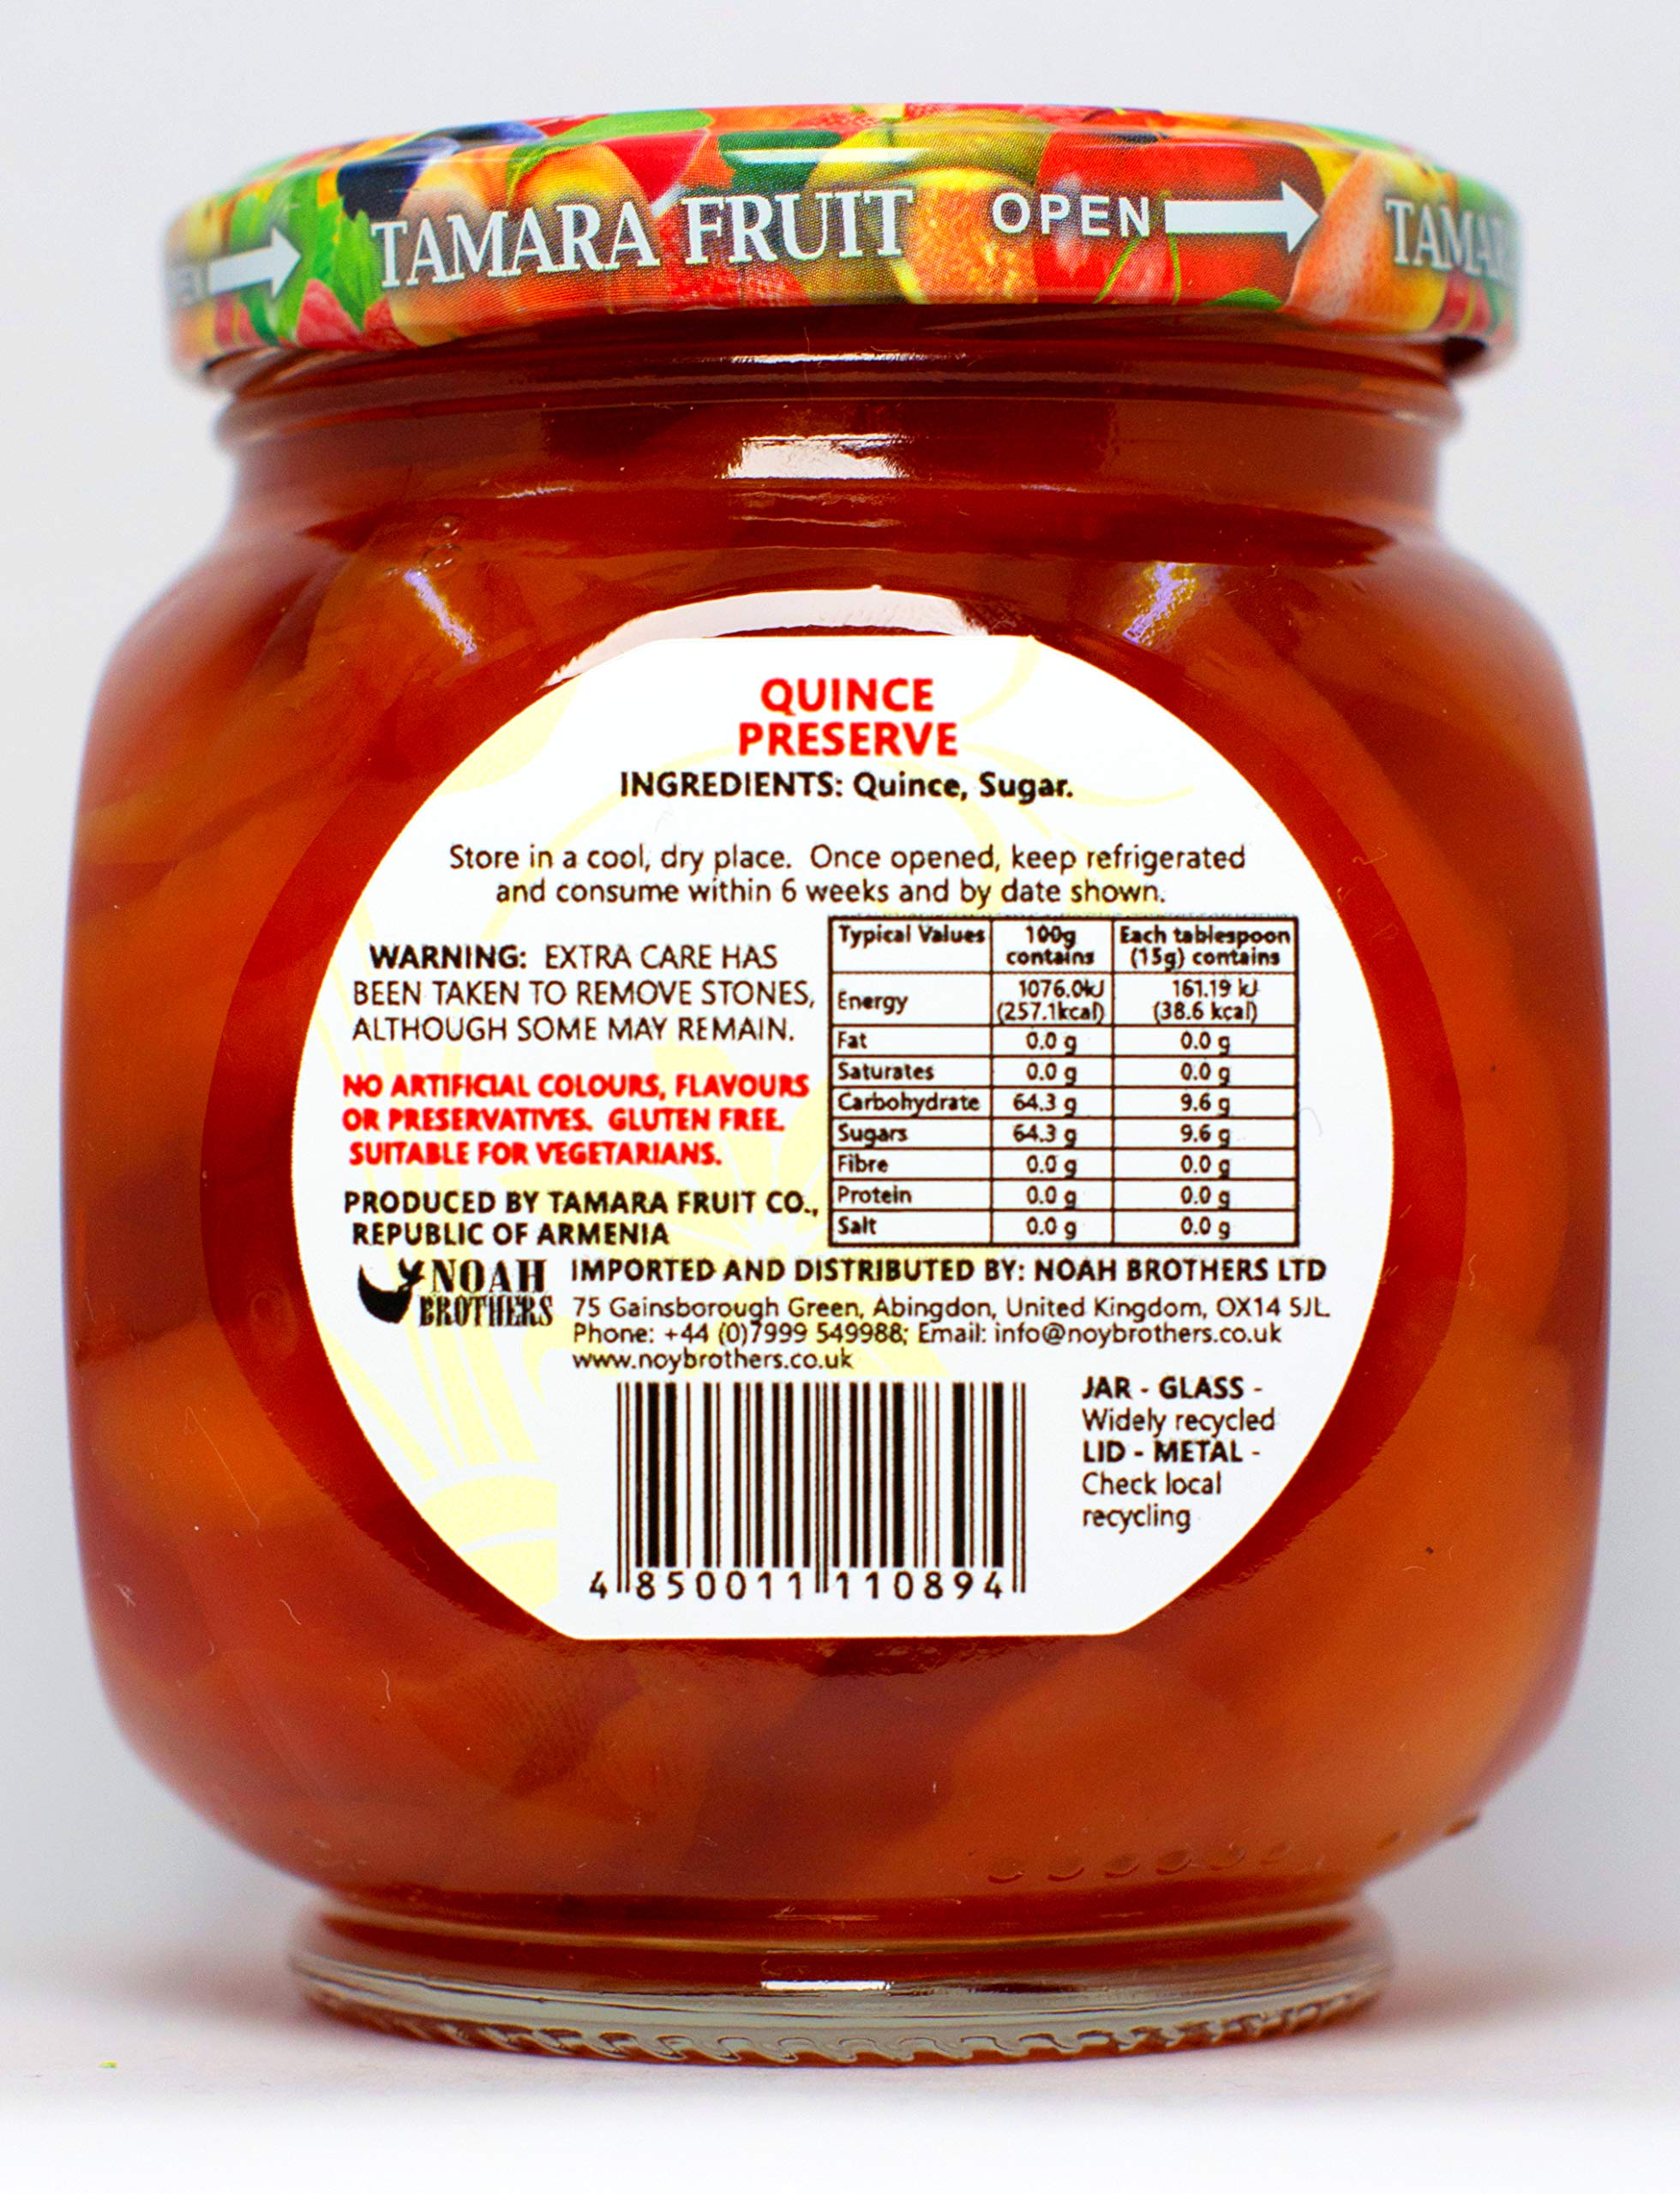 TAMARA FRUIT OPEN TAMAR
QUINCE
PRESERVE
INGREDIENTS: Quince, Sugar.
Store in a cool, dry place. Once opened, keep refrigerated
and consume within 6 weeks and by date shown.
WARNING: EXTRA CARE HAS
BEEN TAKEN TO REMOVE STONES,
ALTHOUGH SOME MAY REMAIN.
NO ARTIFICIAL COLOURS, FLAVOURS
OR PRESERVATIVES. GLUTEN FREE.
SUITABLE FOR VEGETARIANS.
PRODUCED BY TAMARA FRUIT CO.,
REPUBLIC OF ARMENIA
Typical Values 100g contains Each tablespoon (15g) contains
Energy 1076.0kJ (257.1kcal) 161.19 kJ (38.6 kcal)
Fat 0.0 g 0.0 g
Saturates 0.0 g 0.0 g
Carbohydrate 64.3 g 9.6 g
Sugars 64.3 g 9.6 g
Fibre 0.0 g 0.0 g
Protein 0.0 g 0.0 g
Salt 0.0 g 0.0 g
NOAH
BROTHERS
IMPORTED AND DISTRIBUTED BY: NOAH BROTHERS LTD
75 Gainsborough Green, Abingdon, United Kingdom, OX14 5JL
Phone: +44 (0)7999 549988; Email: info@noybrothers.co.uk
www.noybrothers.co.uk
JAR - GLASS -
Widely recycled
LID - METAL -
Check local
recycling
4 850011 110894